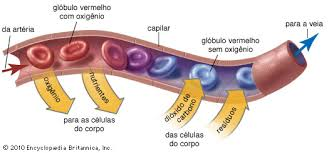 glóbulo vermelho
com oxigênio
da artéria
capilar
glóbulo vermelho
sem oxigênio
para a veia
oxigênio
nutrientes
para as células
do corpo
dióxido de
carbono
das células
do corpo
resíduos
© 2010 Encyclopædia Britannica, Inc.